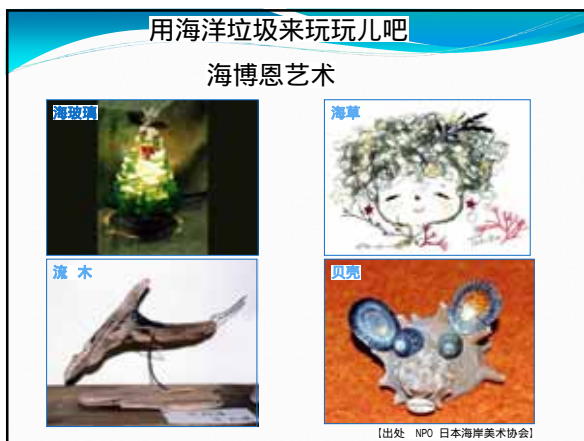 用海洋垃圾来玩玩儿吧
海博恩艺术
海玻璃
海草
流 木
贝壳
【出处 NPO 日本海岸美术协会】